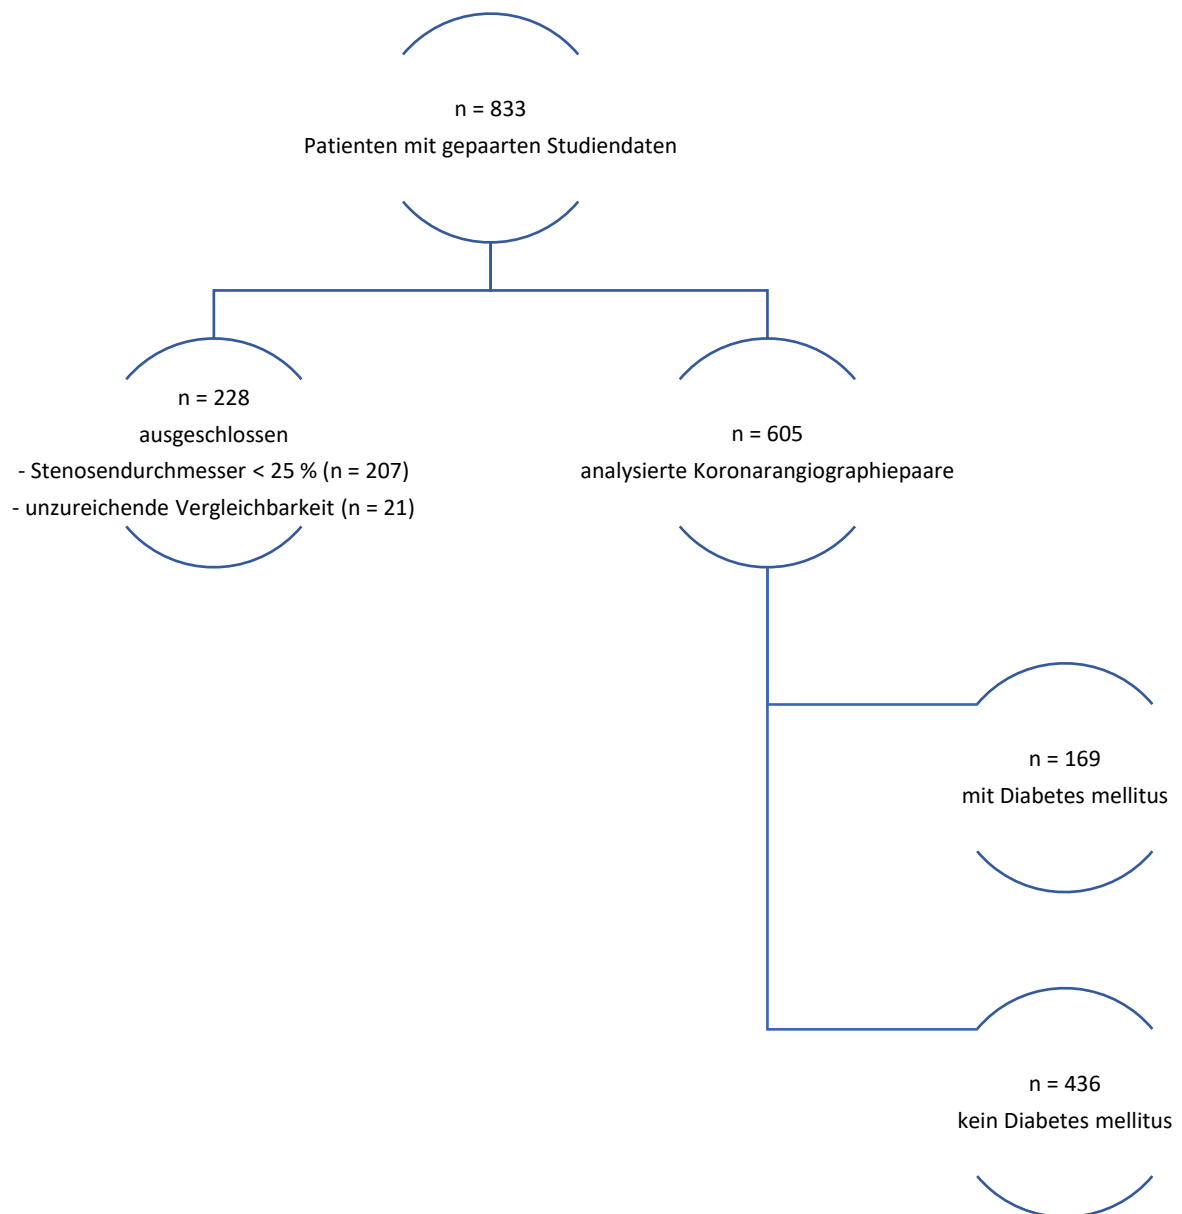 n = 833
Patienten mit gepaarten Studiendaten
n = 228
ausgeschlossen
- Stenosendurchmesser < 25 % (n = 207)
- unzureichende Vergleichbarkeit (n = 21)
n = 605
analysierte Koronarangiographiepaare
n = 169
mit Diabetes mellitus
n = 436
kein Diabetes mellitus